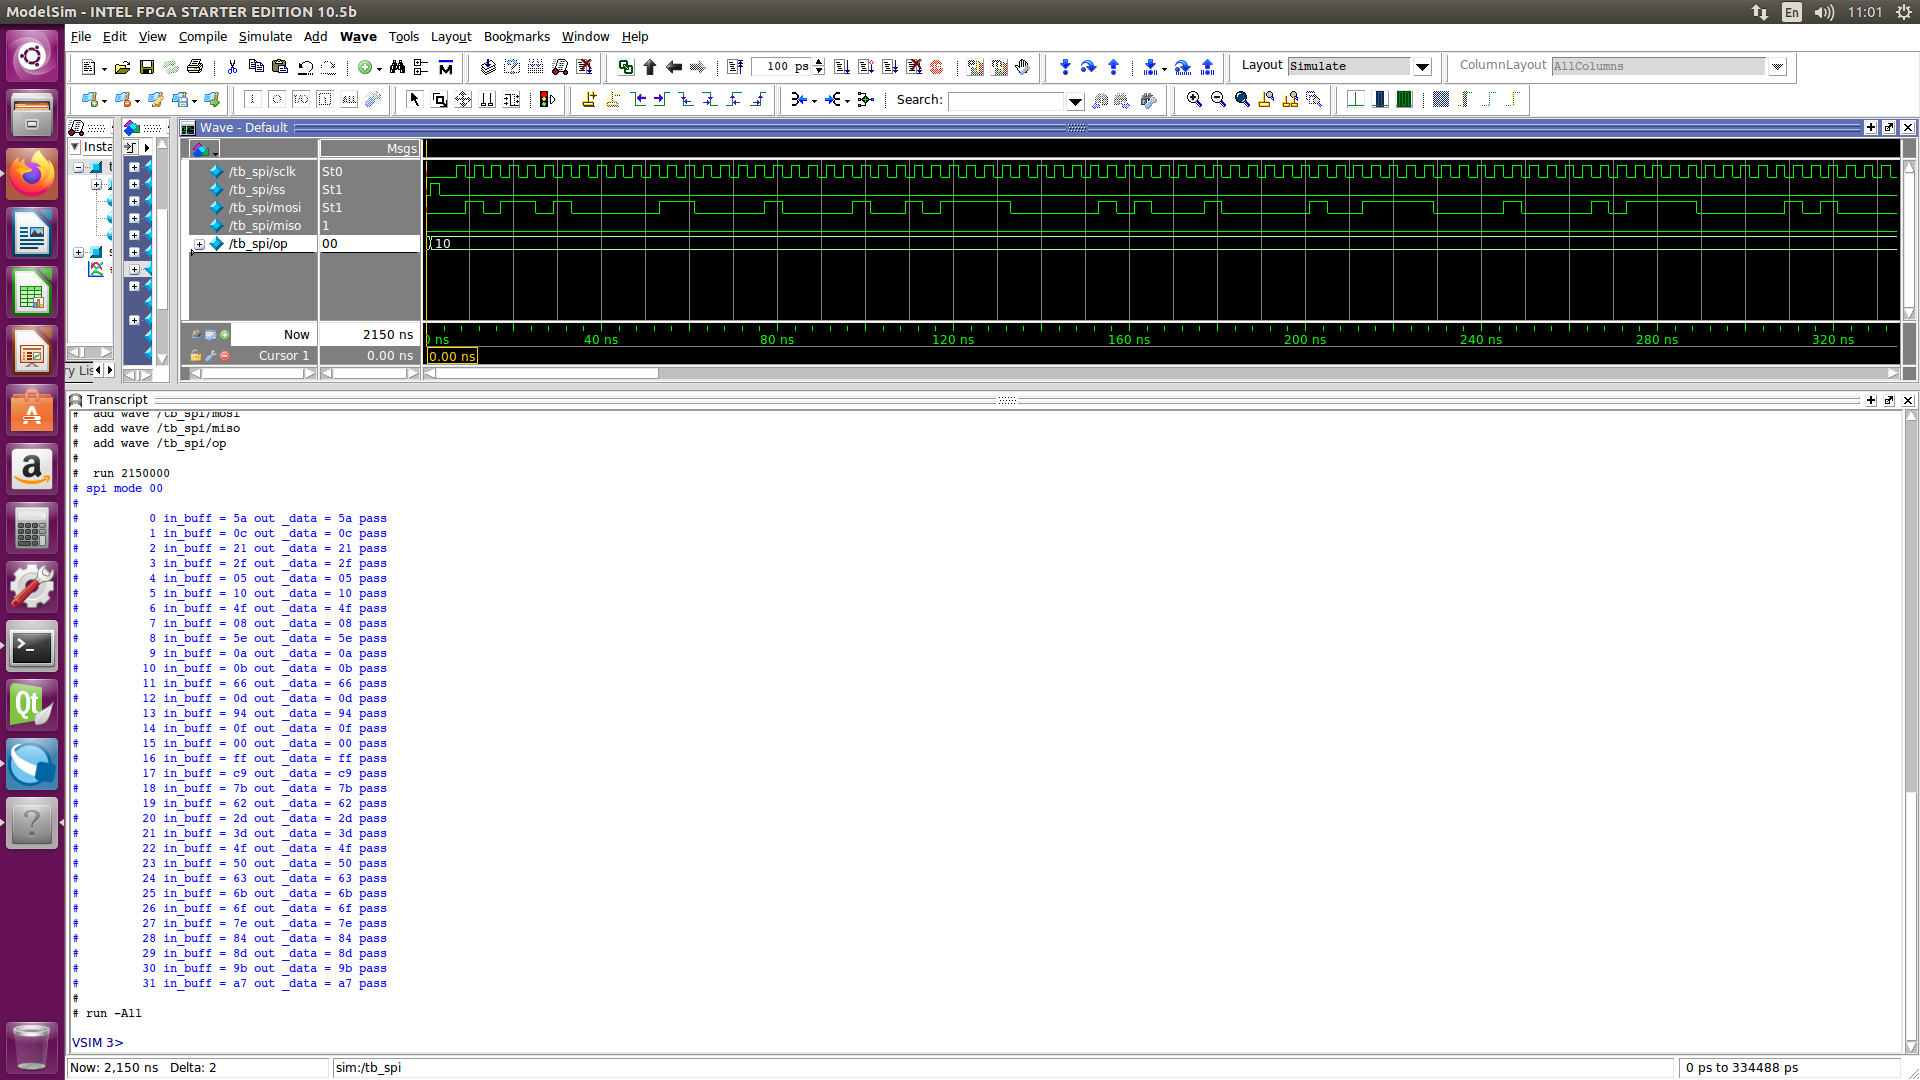 ModelSim - INTEL FPGA STARTER EDITION 10.5b
En 11:01
File Edit View Compile Simulate Add Wave Tools Layout Bookmarks Window Help
100 ps
Layout Simulate
ColumnLayout AllColumns
Search:
Insta
Wave - Default
Msgs
/tb_spi/sclk St0
/tb_spi/ss St1
/tb_spi/mosi St1
/tb_spi/miso 1
/tb_spi/op 00
10
Now 2150 ns
Cursor 1 0.00 ns
ns 40 ns 80 ns 120 ns 160 ns 200 ns 240 ns 280 ns 320 ns
0.00 ns
ry Lis
Transcript
# add wave /tb_spi/mosi
# add wave /tb_spi/miso
# add wave /tb_spi/op
#
# run 2150000
# spi mode 00
#
# 0 in_buff = 5a out _data = 5a pass
# 1 in_buff = 0c out _data = 0c pass
# 2 in_buff = 21 out _data = 21 pass
# 3 in_buff = 2f out _data = 2f pass
# 4 in_buff = 05 out _data = 05 pass
# 5 in_buff = 10 out _data = 10 pass
# 6 in_buff = 4f out _data = 4f pass
# 7 in_buff = 08 out _data = 08 pass
# 8 in_buff = 5e out _data = 5e pass
# 9 in_buff = 0a out _data = 0a pass
# 10 in_buff = 0b out _data = 0b pass
# 11 in_buff = 66 out _data = 66 pass
# 12 in_buff = 0d out _data = 0d pass
# 13 in_buff = 94 out _data = 94 pass
# 14 in_buff = 0f out _data = 0f pass
# 15 in_buff = 00 out _data = 00 pass
# 16 in_buff = ff out _data = ff pass
# 17 in_buff = c9 out _data = c9 pass
# 18 in_buff = 7b out _data = 7b pass
# 19 in_buff = 62 out _data = 62 pass
# 20 in_buff = 2d out _data = 2d pass
# 21 in_buff = 3d out _data = 3d pass
# 22 in_buff = 4f out _data = 4f pass
# 23 in_buff = 50 out _data = 50 pass
# 24 in_buff = 63 out _data = 63 pass
# 25 in_buff = 6b out _data = 6b pass
# 26 in_buff = 6f out _data = 6f pass
# 27 in_buff = 7e out _data = 7e pass
# 28 in_buff = 84 out _data = 84 pass
# 29 in_buff = 8d out _data = 8d pass
# 30 in_buff = 9b out _data = 9b pass
# 31 in_buff = a7 out _data = a7 pass
#
# run -All
VSIM 3>
Now: 2,150 ns Delta: 2
sim:/tb_spi
0 ps to 334488 ps